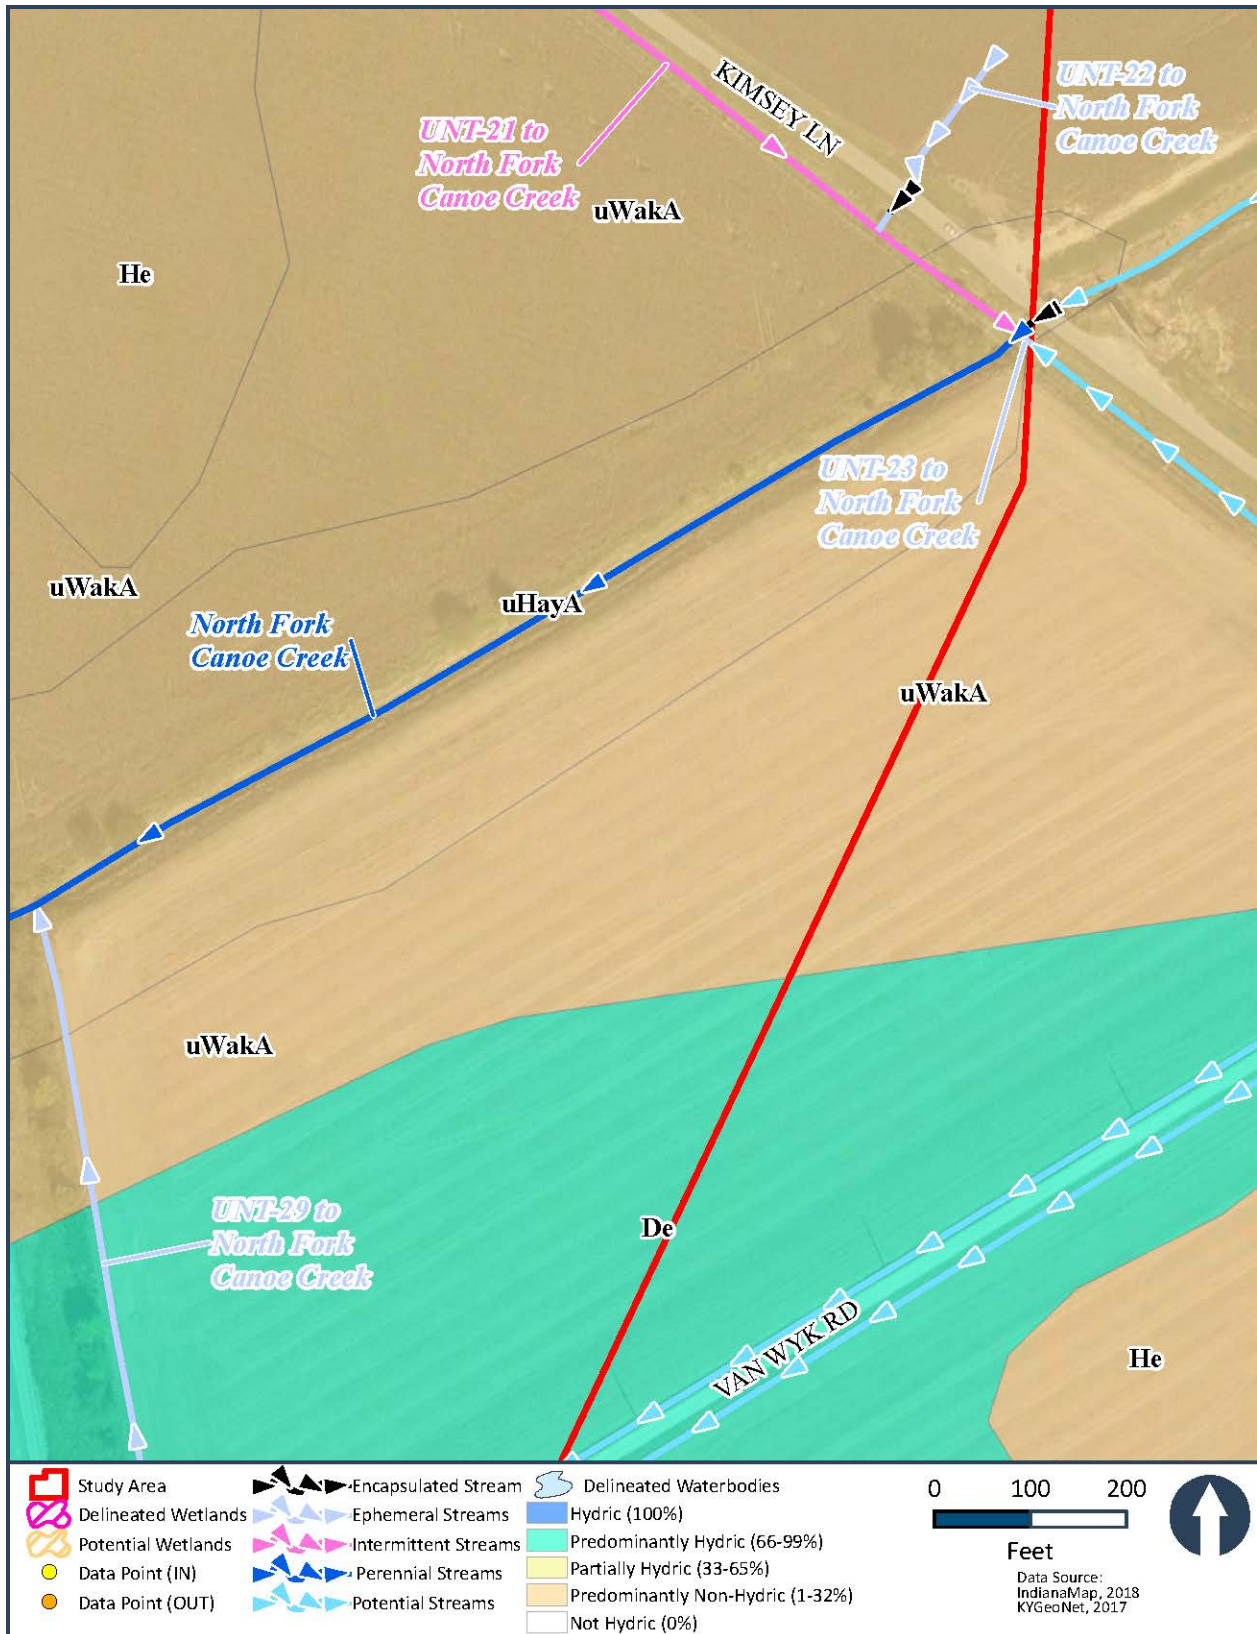 KIMSEY LN
UNT-22 to
North Fork
Canoe Creek
UNT-21 to
North Fork
Canoe Creek
uWakA
He
UNT-23 to
North Fork
Canoe Creek
uWakA
uHayA
North Fork
Canoe Creek
uWakA
uWakA
UNT-29 to
North Fork
Canoe Creek
De
VAN WYK RD
He
Study Area
Delineated Wetlands
Potential Wetlands
Data Point (IN)
Data Point (OUT)
Encapsulated Stream
Ephemeral Streams
Intermittent Streams
Perennial Streams
Potential Streams
Delineated Waterbodies
Hydric (100%)
Predominantly Hydric (66-99%)
Partially Hydric (33-65%)
Predominantly Non-Hydric (1-32%)
Not Hydric (0%)
0 100 200
Feet
Data Source:
IndianaMap, 2018
KYGeoNet, 2017